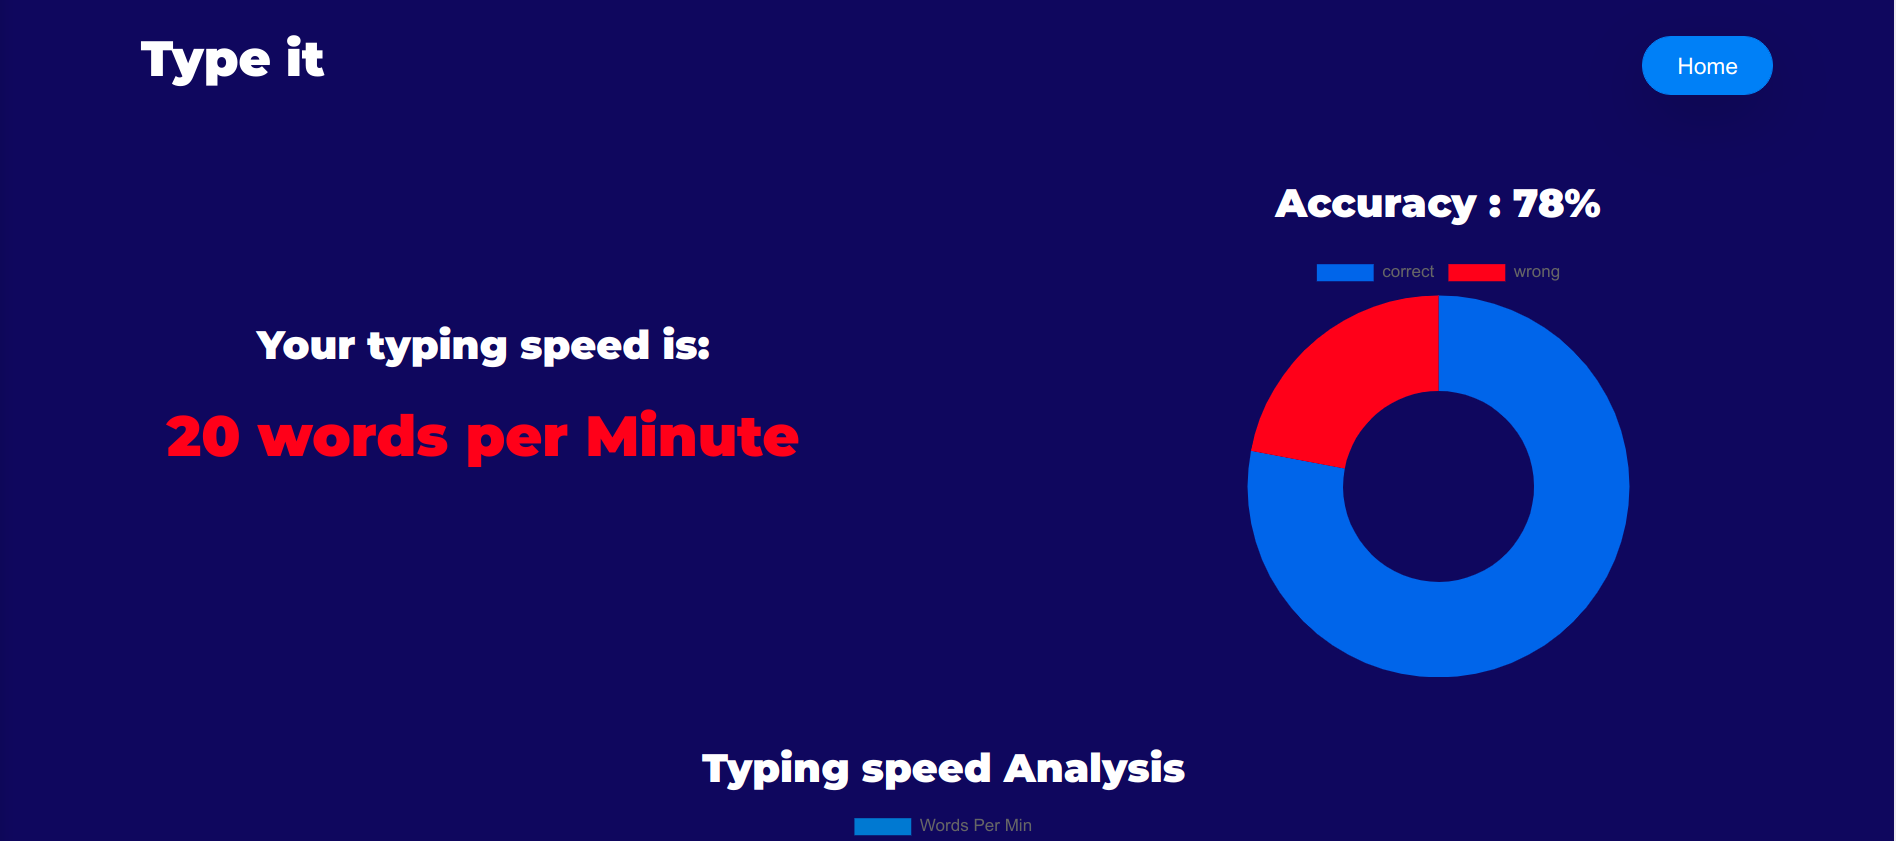 Type it
Home
Accuracy : 78%
correct
wrong
Your typing speed is:
20 words per Minute
Typing speed Analysis
Words Per Min